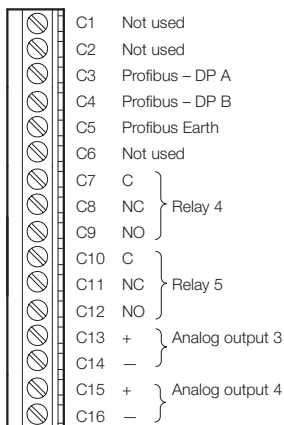 C1 Not used
C2 Not used
C3 Profibus – DP A
C4 Profibus – DP B
C5 Profibus Earth
C6 Not used
C7 C
C8 NC Relay 4
C9 NO
C10 C
C11 NC Relay 5
C12 NO
C13 + Analog output 3
C14 –
C15 + Analog output 4
C16 –